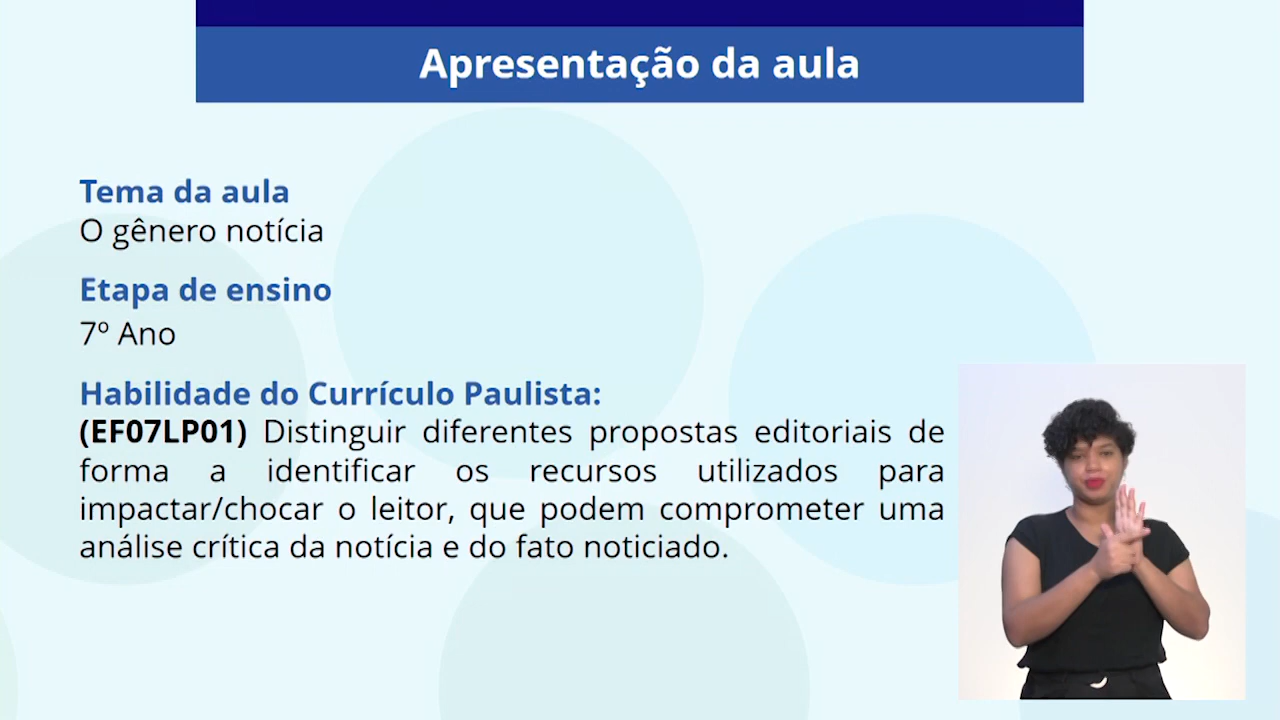 Apresentação da aula
Tema da aula
O gênero notícia
Etapa de ensino
7º Ano
Habilidade do Currículo Paulista:
(EF07LP01) Distinguir diferentes propostas editoriais de
forma a identificar os recursos utilizados para
impactar/chocar o leitor, que podem comprometer uma
análise crítica da notícia e do fato noticiado.